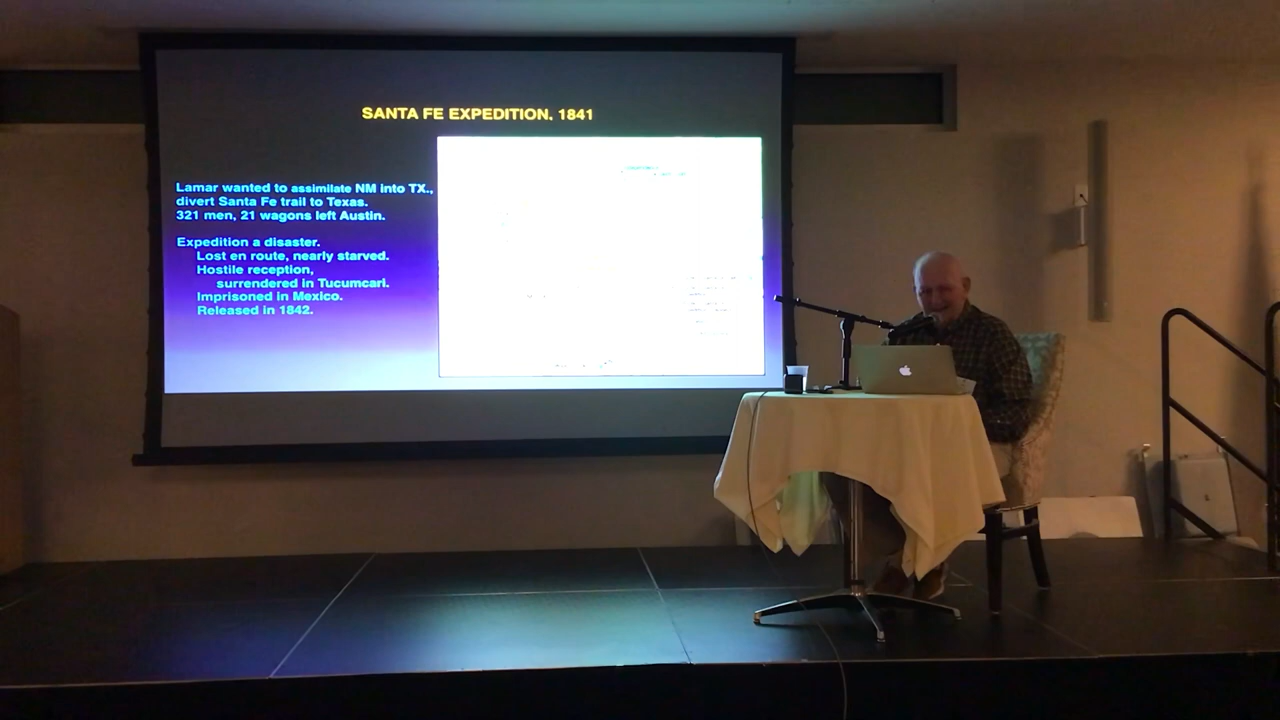 SANTA FE EXPEDITION, 1841
Lamar wanted to assimilate NM into TX.,
divert Santa Fe trail to Texas.
321 men, 21 wagons left Austin.
Expedition a disaster.
Lost en route, nearly starved.
Hostile reception,
surrendered in Tucumcari.
Imprisoned in Mexico.
Released in 1842.